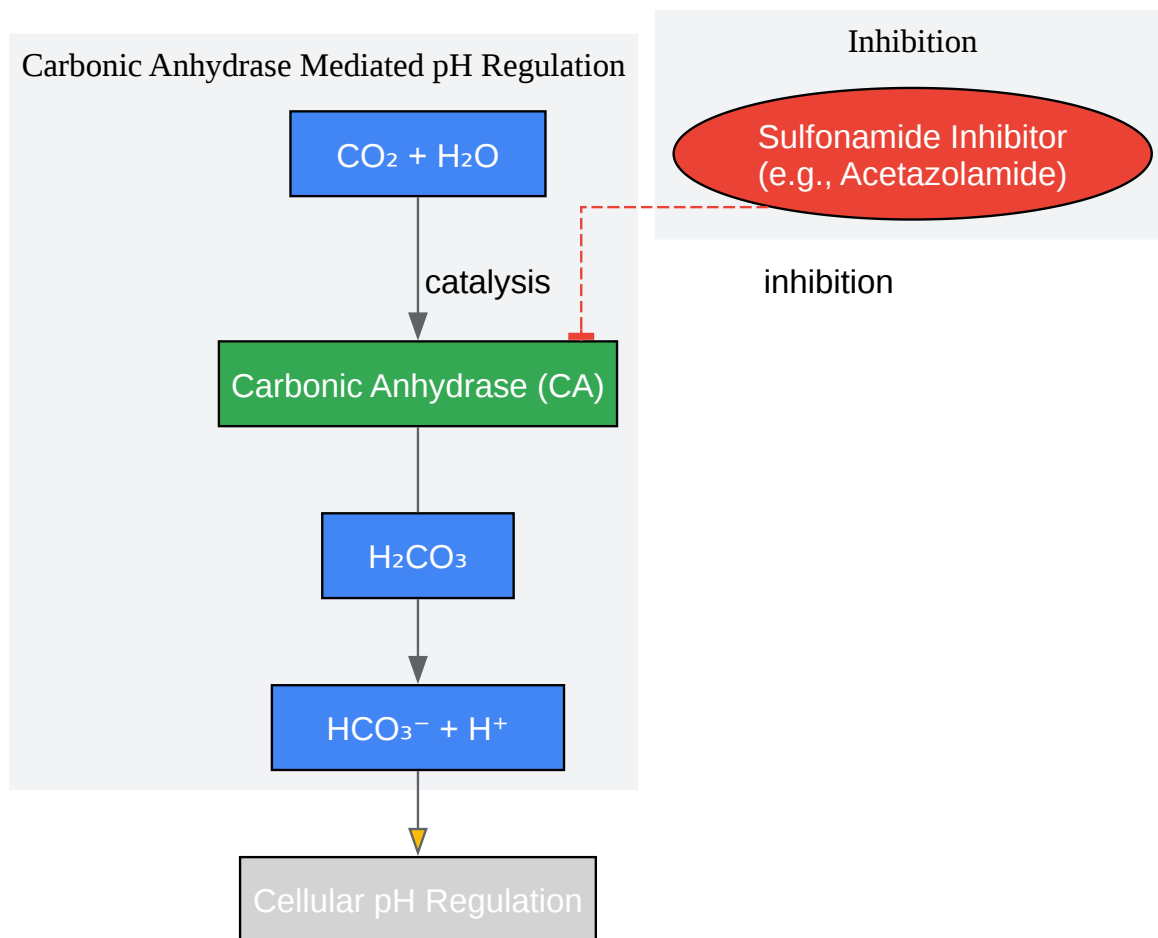 Carbonic Anhydrase Mediated pH Regulation
CO₂ + H₂O
catalysis
Carbonic Anhydrase (CA)
H₂CO₃
HCO₃⁻ + H⁺
Cellular pH Regulation
Inhibition
Sulfonamide Inhibitor
(e.g., Acetazolamide)
inhibition